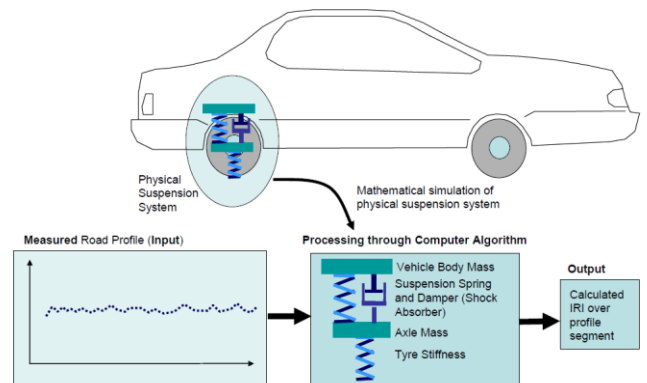 Physical
Suspension
System
Mathematical simulation of
physical suspension system
Measured Road Profile (Input)
Processing through Computer Algorithm
Vehicle Body Mass
Suspension Spring
and Damper (Shock
Absorber)
Axle Mass
Tyre Stiffness
Output
Calculated
IRI over
profile
segment